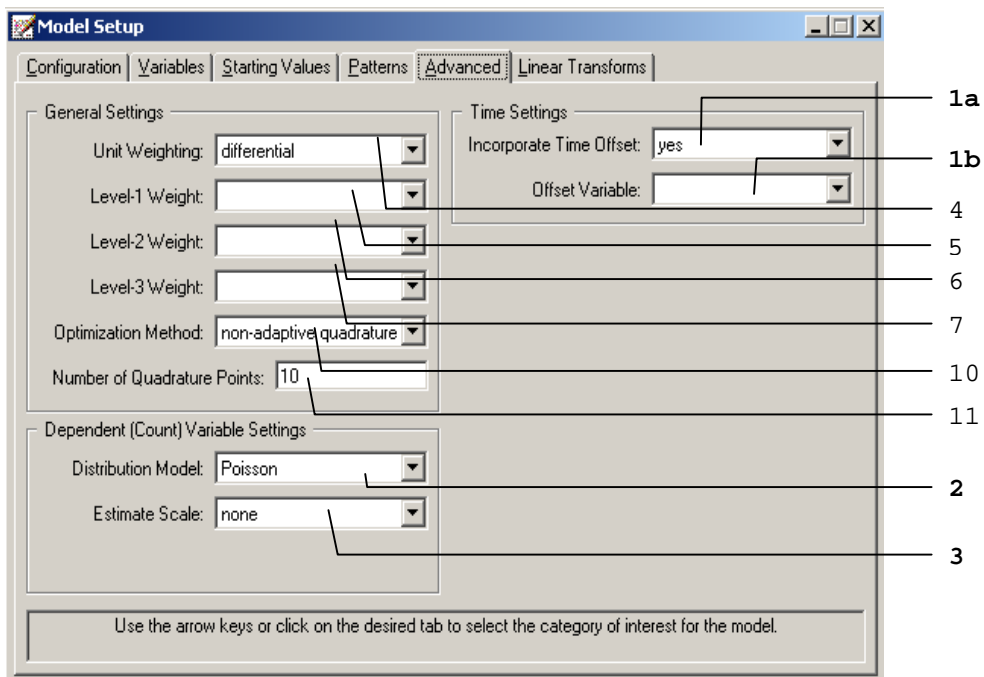 Model Setup
Configuration Variables Starting Values Patterns Advanced Linear Transforms
General Settings
Unit Weighting: differential
Level-1 Weight:
Level-2 Weight:
Level-3 Weight:
Optimization Method: non-adaptive quadrature
Number of Quadrature Points: 10
Dependent (Count) Variable Settings
Distribution Model: Poisson
Estimate Scale: none
Time Settings
Incorporate Time Offset: yes
Offset Variable:
1a
1b
4
5
6
7
10
11
2
3
Use the arrow keys or click on the desired tab to select the category of interest for the model.